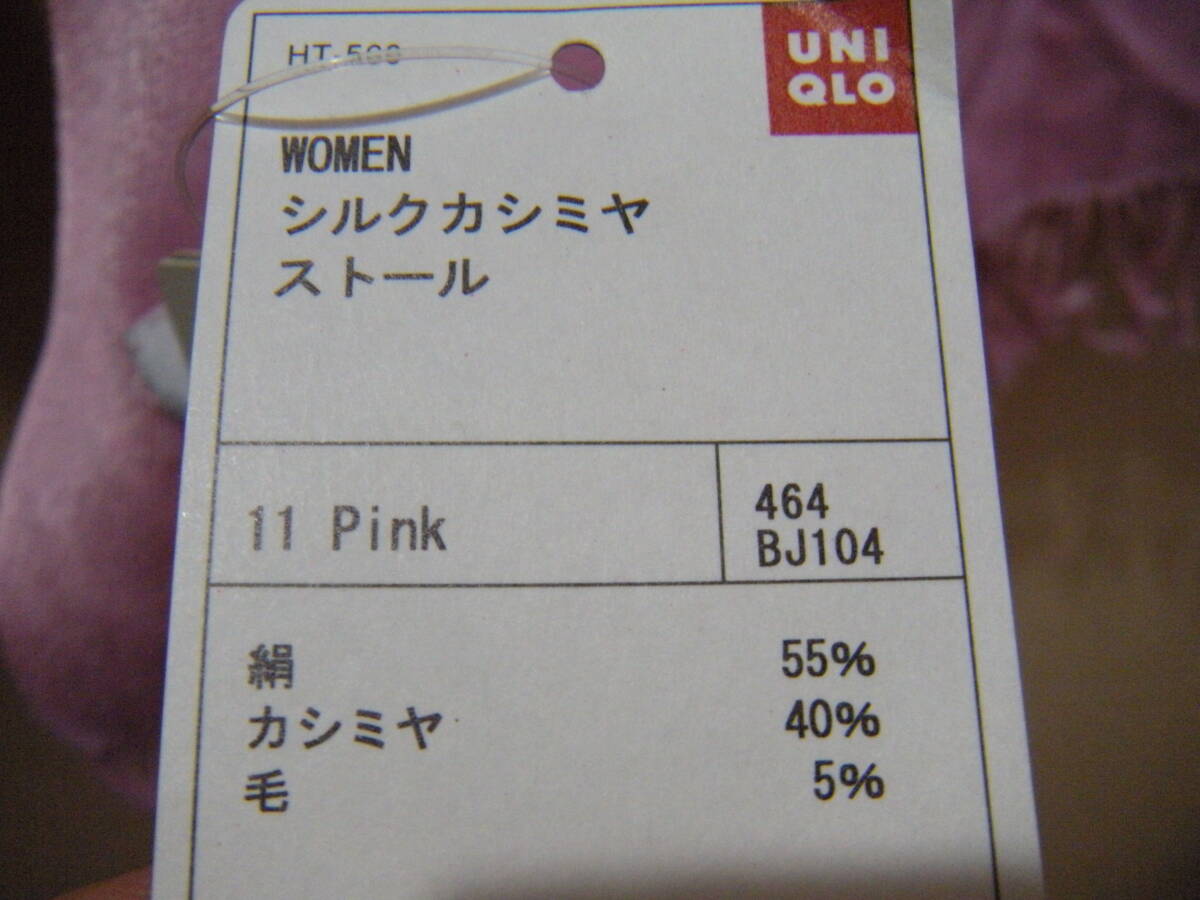 UNI
QLO
WOMEN
シルクカシミヤ
ストール
11 Pink
464
BJ104
絹 55%
カシミヤ 40%
毛 5%